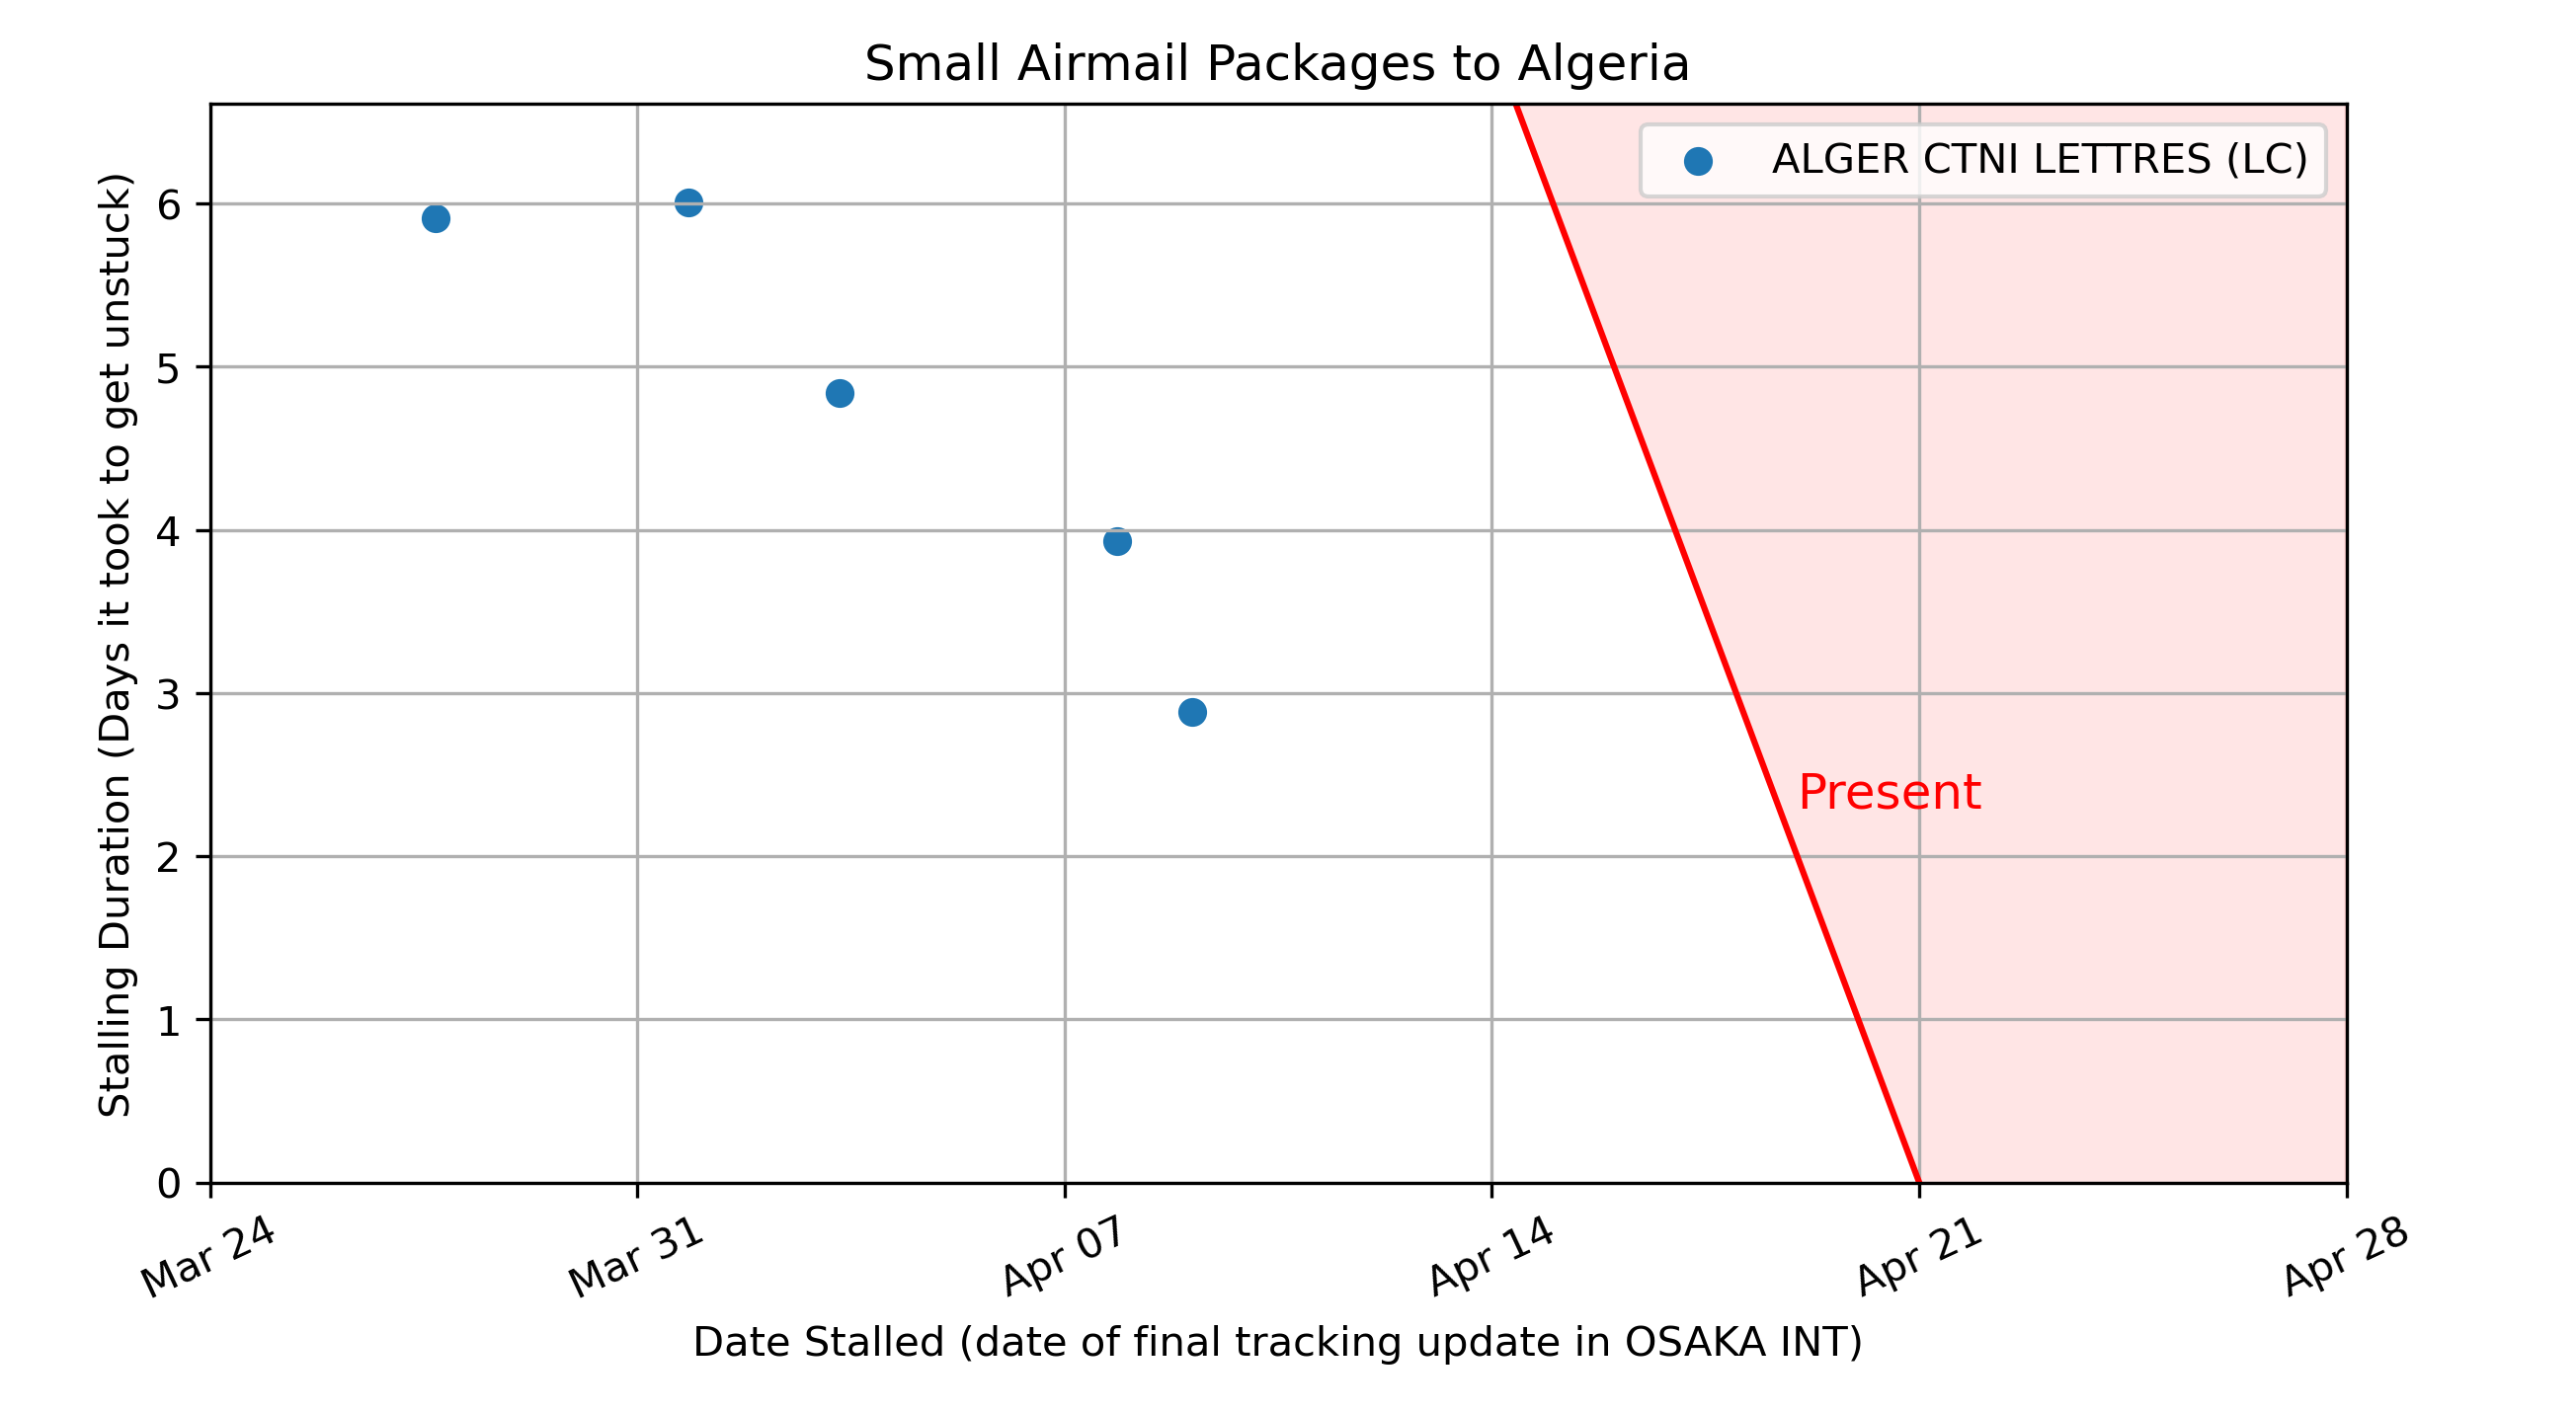 Small Airmail Packages to Algeria
ALGER CTNI LETTRES (LC)
Stalling Duration (Days it took to get unstuck)
6
5
4
3
2
1
0
Present
Mar 24
Mar 31
Apr 07
Apr 14
Apr 21
Apr 28
Date Stalled (date of final tracking update in OSAKA INT)